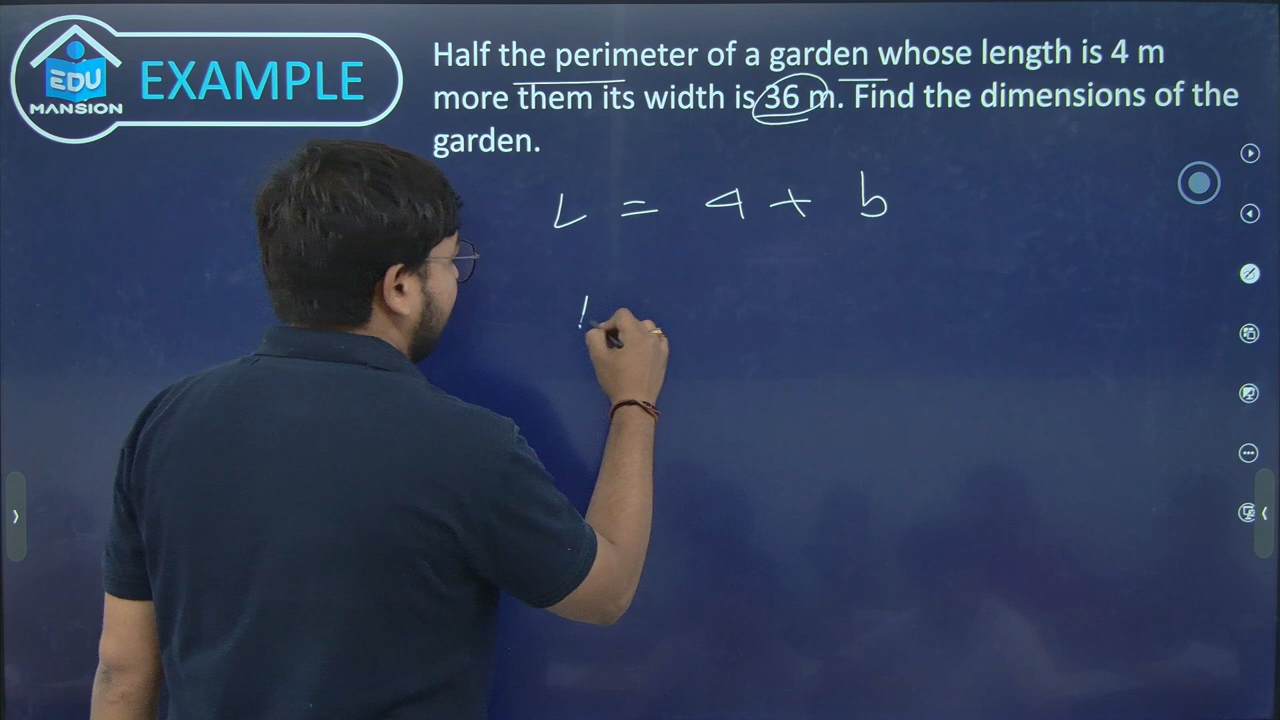 EDU
MANSION
EXAMPLE
Half the perimeter of a garden whose length is 4 m
more them its width is 36 m. Find the dimensions of the
garden.
L = 4 + b